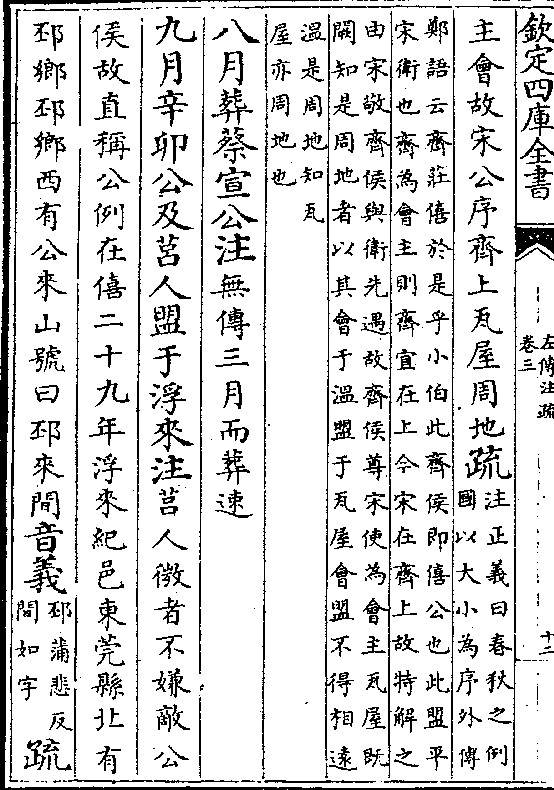 欽定四庫全書
左傳注疏
卷三
十三
主會故宋公序齊上瓦屋周地疏
注正義曰春秋之例
國以大小為序外傳
鄭語云齊莊僖於是乎小伯此齊侯即僖公也此盟平
宋衛也齊為會主則齊宜在上今宋在齊上故特解之
由宋敬齊侯與衛先遇故齊侯尊宋使為會主瓦屋既
闕知是周地者以其會于溫盟于瓦屋會盟不得相遠
溫是周地知瓦
屋亦周地也
八月葬蔡宣公注無傳三月而葬速
九月辛卯公及莒人盟于浮來注莒人微者不嫌敵公
侯故直稱公例在僖二十九年浮來紀邑東莞縣北有
邳鄉邳鄉西有公來山號曰邳來間音義
邳蒲悲反
間如字
疏